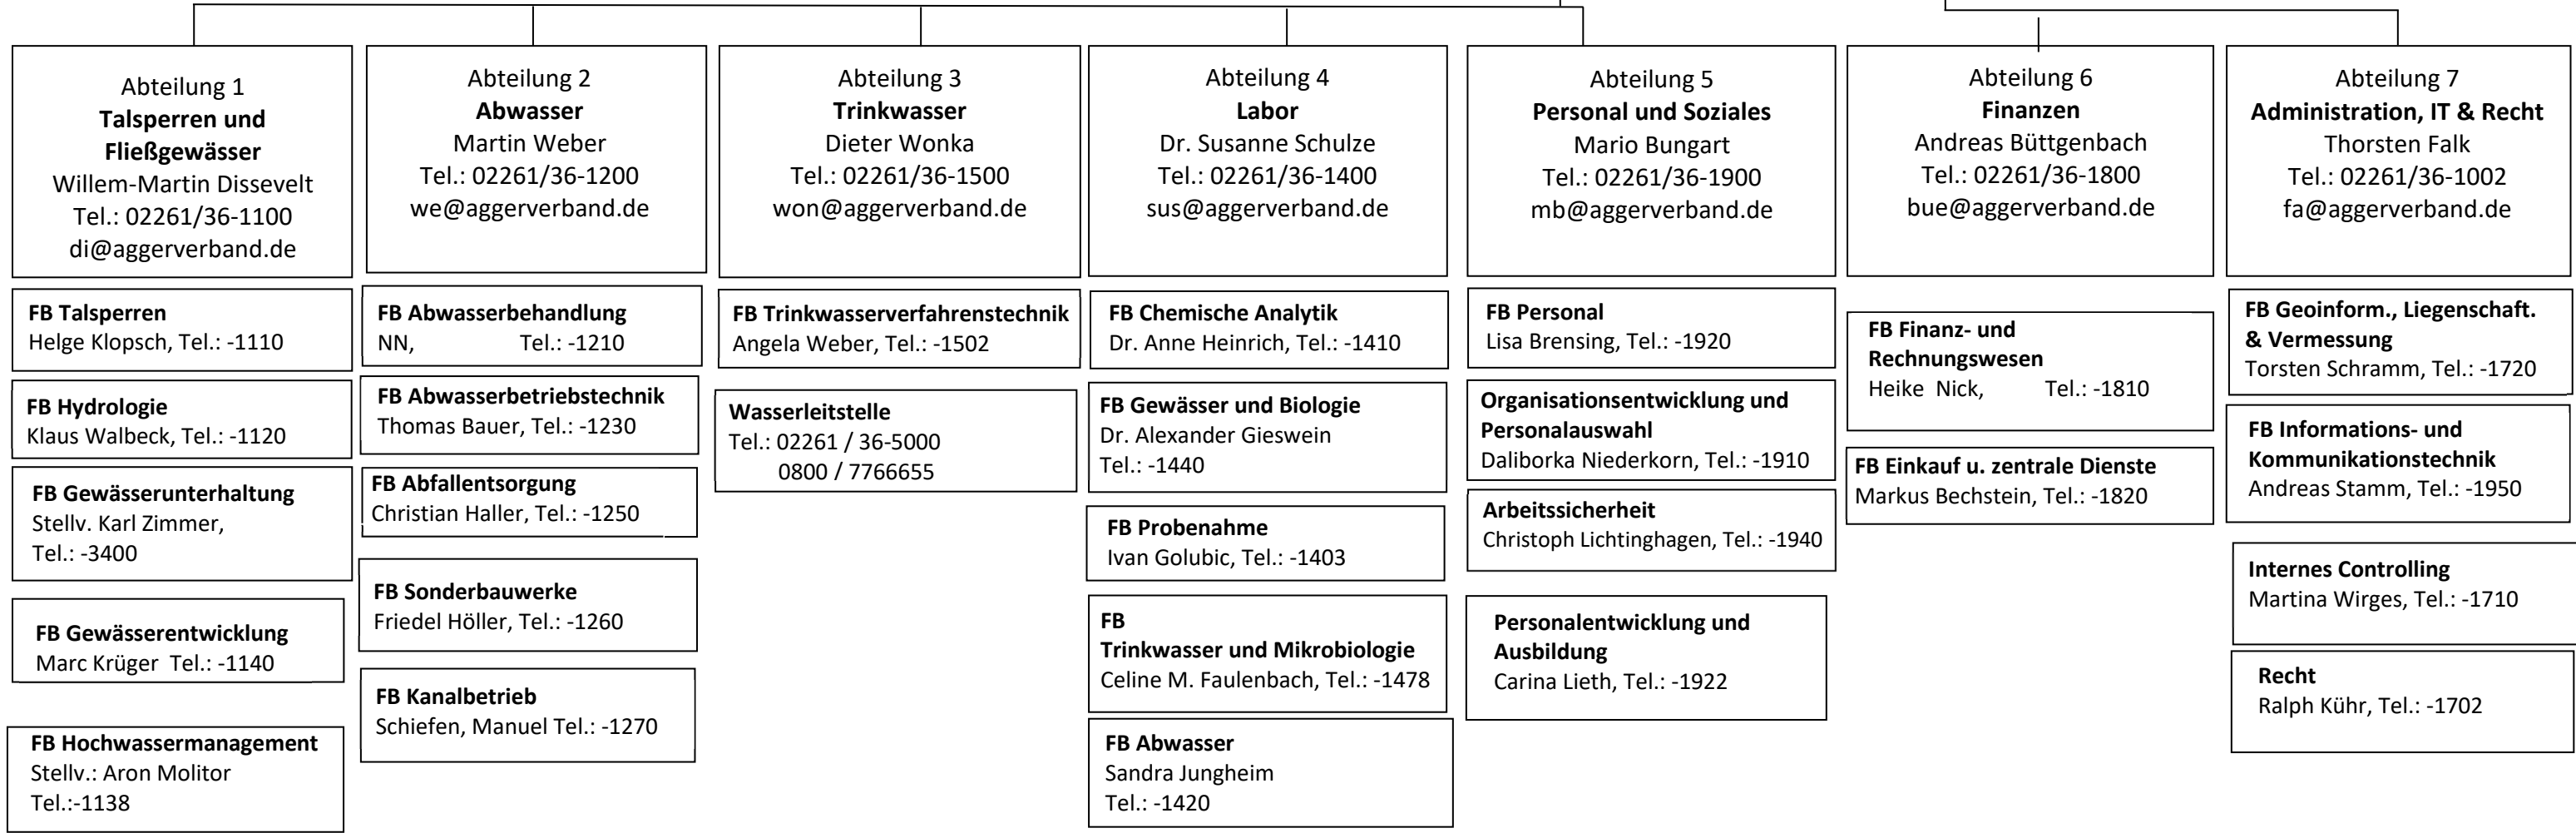 Abteilung 1
Talsperren und
Fließgewässer
Willem-Martin Dissevelt
Tel.: 02261/36-1100
di@aggerverband.de
FB Talsperren
Helge Klopsch, Tel.: -1110
FB Hydrologie
Klaus Walbeck, Tel.: -1120
FB Gewässerunterhaltung
Stellv. Karl Zimmer,
Tel.: -3400
FB Gewässerentwicklung
Marc Krüger Tel.: -1140
FB Hochwassermanagement
Stellv.: Aron Molitor
Tel.:-1138
Abteilung 2
Abwasser
Martin Weber
Tel.: 02261/36-1200
we@aggerverband.de
FB Abwasserbehandlung
NN, Tel.: -1210
FB Abwasserbetriebstechnik
Thomas Bauer, Tel.: -1230
FB Abfallentsorgung
Christian Haller, Tel.: -1250
FB Sonderbauwerke
Friedel Höller, Tel.: -1260
FB Kanalbetrieb
Schiefen, Manuel Tel.: -1270
Abteilung 3
Trinkwasser
Dieter Wonka
Tel.: 02261/36-1500
won@aggerverband.de
FB Trinkwasserverfahrenstechnik
Angela Weber, Tel.: -1502
Wasserleitstelle
Tel.: 02261 / 36-5000
0800 / 7766655
Abteilung 4
Labor
Dr. Susanne Schulze
Tel.: 02261/36-1400
sus@aggerverband.de
FB Chemische Analytik
Dr. Anne Heinrich, Tel.: -1410
FB Gewässer und Biologie
Dr. Alexander Gieswein
Tel.: -1440
FB Probenahme
Ivan Golubic, Tel.: -1403
FB
Trinkwasser und Mikrobiologie
Celine M. Faulenbach, Tel.: -1478
FB Abwasser
Sandra Jungheim
Tel.: -1420
Abteilung 5
Personal und Soziales
Mario Bungart
Tel.: 02261/36-1900
mb@aggerverband.de
FB Personal
Lisa Brensing, Tel.: -1920
Organisationsentwicklung und
Personalauswahl
Daliborka Niederkorn, Tel.: -1910
Arbeitssicherheit
Christoph Lichtinghagen, Tel.: -1940
Personalentwicklung und
Ausbildung
Carina Lieth, Tel.: -1922
Abteilung 6
Finanzen
Andreas Büttgenbach
Tel.: 02261/36-1800
bue@aggerverband.de
FB Finanz- und
Rechnungswesen
Heike Nick, Tel.: -1810
FB Einkauf u. zentrale Dienste
Markus Bechstein, Tel.: -1820
Abteilung 7
Administration, IT & Recht
Thorsten Falk
Tel.: 02261/36-1002
fa@aggerverband.de
FB Geoinform., Liegenschaft.
& Vermessung
Torsten Schramm, Tel.: -1720
FB Informations- und
Kommunikationstechnik
Andreas Stamm, Tel.: -1950
Internes Controlling
Martina Wirges, Tel.: -1710
Recht
Ralph Kühr, Tel.: -1702